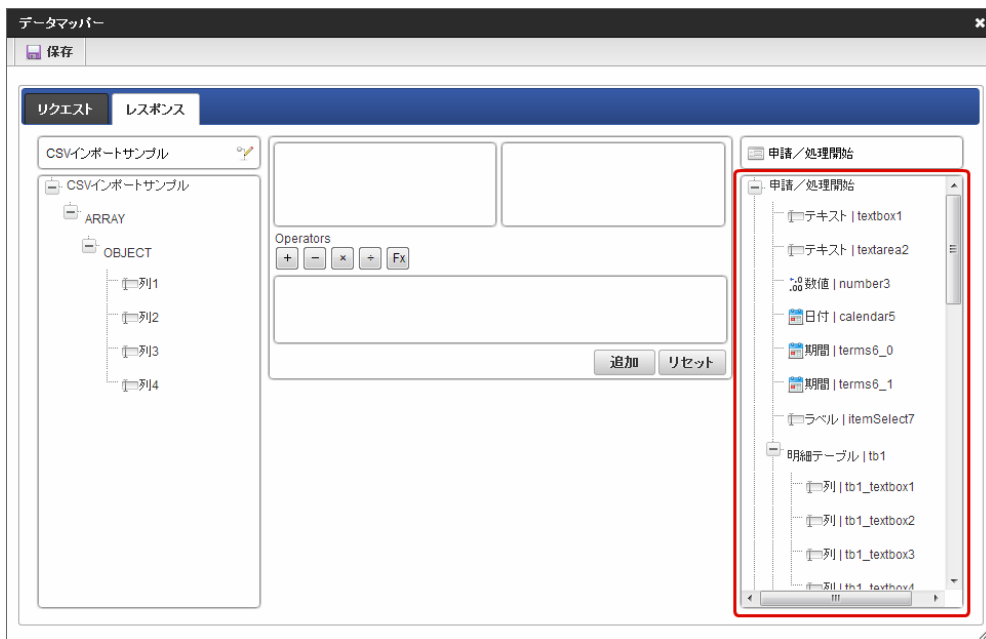 データマッパー
保存
リクエスト
レスポンス
CSVインポートサンプル
CSVインポートサンプル
ARRAY
OBJECT
列1
列2
列3
列4
Operators
+ − × ÷ Fx
追加 リセット
申請／処理開始
申請／処理開始
テキスト | textbox1
テキスト | textarea2
数値 | number3
日付 | calendar5
期間 | terms6_0
期間 | terms6_1
ラベル | itemSelect7
明細テーブル | tb1
列 | tb1_textbox1
列 | tb1_textbox2
列 | tb1_textbox3
列 | tb1_textbox4